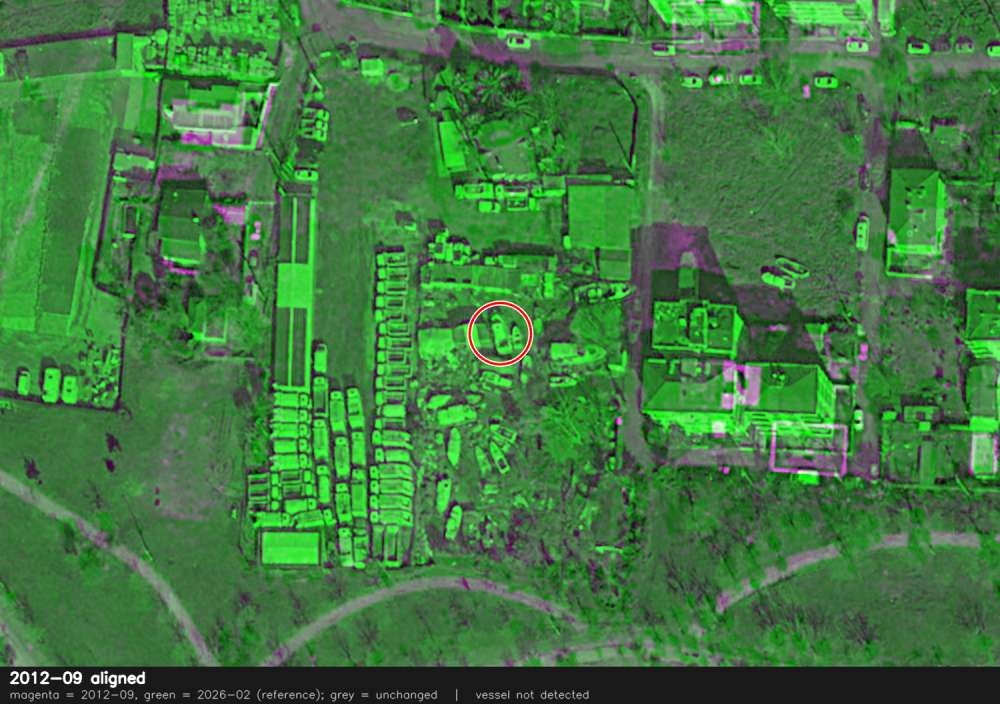 2012-09 aligned
magenta = 2012-09, green = 2026-02 (reference); grey = unchanged | vessel not detected